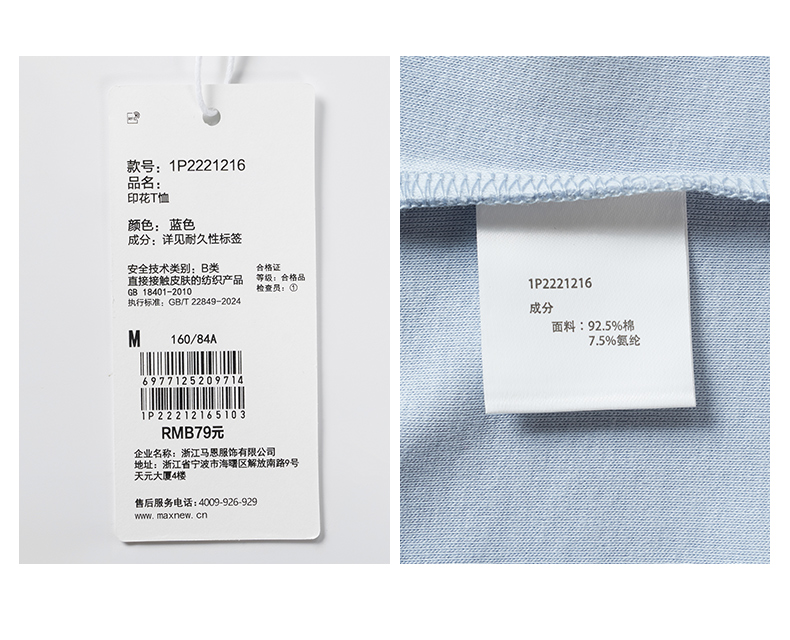 款号：1P2221216
品名：
印花T恤
颜色：蓝色
成分：详见耐久性标签
安全技术类别：B类
直接接触皮肤的纺织产品
GB 18401-2010
执行标准：GB/T 22849-2024
合格证
等级：合格品
检查员：①
M 160/84A
6977125209714
1P22212165103
RMB79元
企业名称：浙江马恩服饰有限公司
地址：浙江省宁波市海曙区解放南路9号
天元大厦4楼
售后服务电话：4009-926-929
www.maxnew.cn
1P2221216
成分
面料：92.5%棉
7.5%氨纶